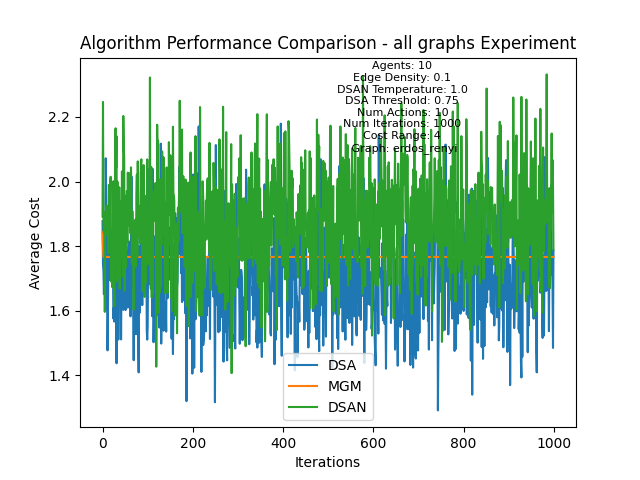 Algorithm Performance Comparison - all graphs Experiment
Agents: 10
Edge Density: 0.1
DSAN Temperature: 1.0
DSA Threshold: 0.75
Num Actions: 10
Num Iterations: 1000
Cost Range: 4
Graph: erdos_renyi
2.2
2.0
1.8
1.6
1.4
Average Cost
DSA
MGM
DSAN
0 200 400 600 800 1000
Iterations